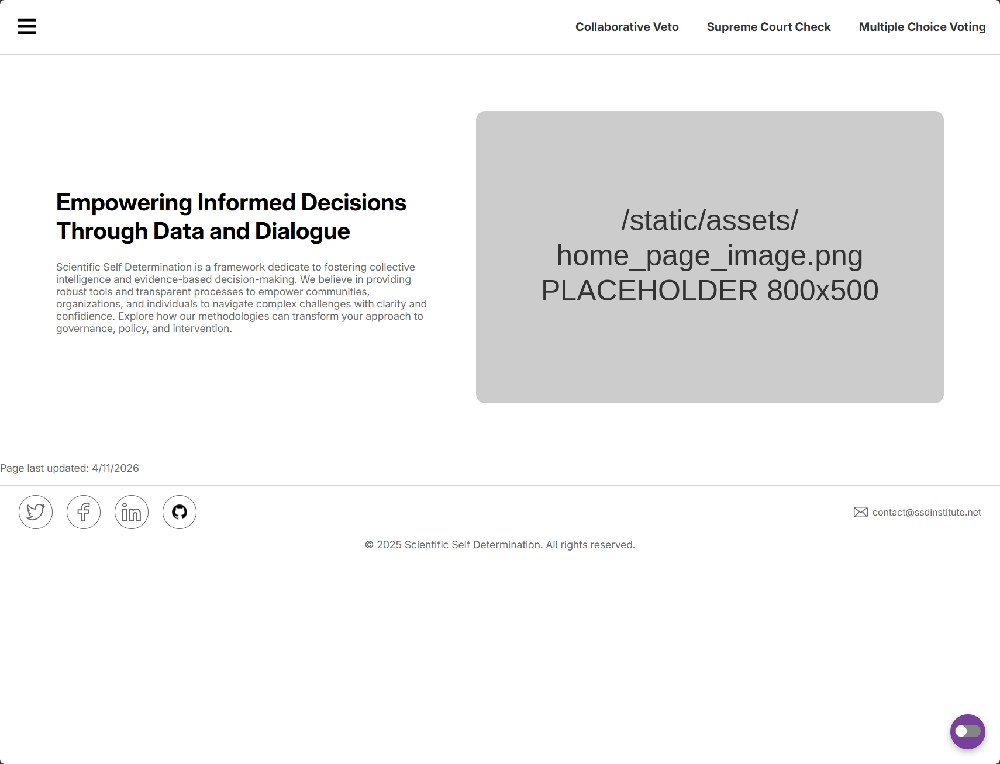 Collaborative Veto
Supreme Court Check
Multiple Choice Voting
Empowering Informed Decisions
Through Data and Dialogue
Scientific Self Determination is a framework dedicate to fostering collective
intelligence and evidence-based decision-making. We believe in providing
robust tools and transparent processes to empower communities,
organizations, and individuals to navigate complex challenges with clarity and
confidience. Explore how our methodologies can transform your approach to
governance, policy, and intervention.
/static/assets/
home_page_image.png
PLACEHOLDER 800x500
Page last updated: 4/11/2026
contact@ssdinstitute.net
© 2025 Scientific Self Determination. All rights reserved.